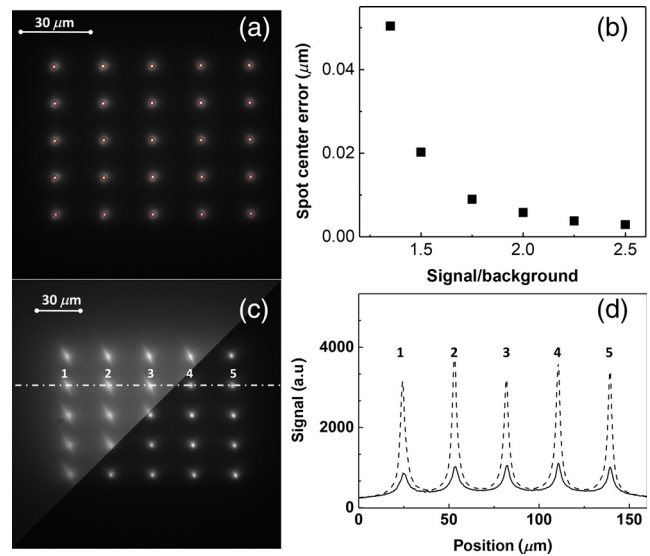 30 μm
(a)
(b)
Spot center error (μm)
0.04
0.02
0.00
1.5 2.0 2.5
Signal/background
30 μm
(c)
1 2 3 4 5
(d)
Signal (a.u)
4000
3000
2000
1000
0
1 2 3 4 5
0 50 100 150
Position (μm)